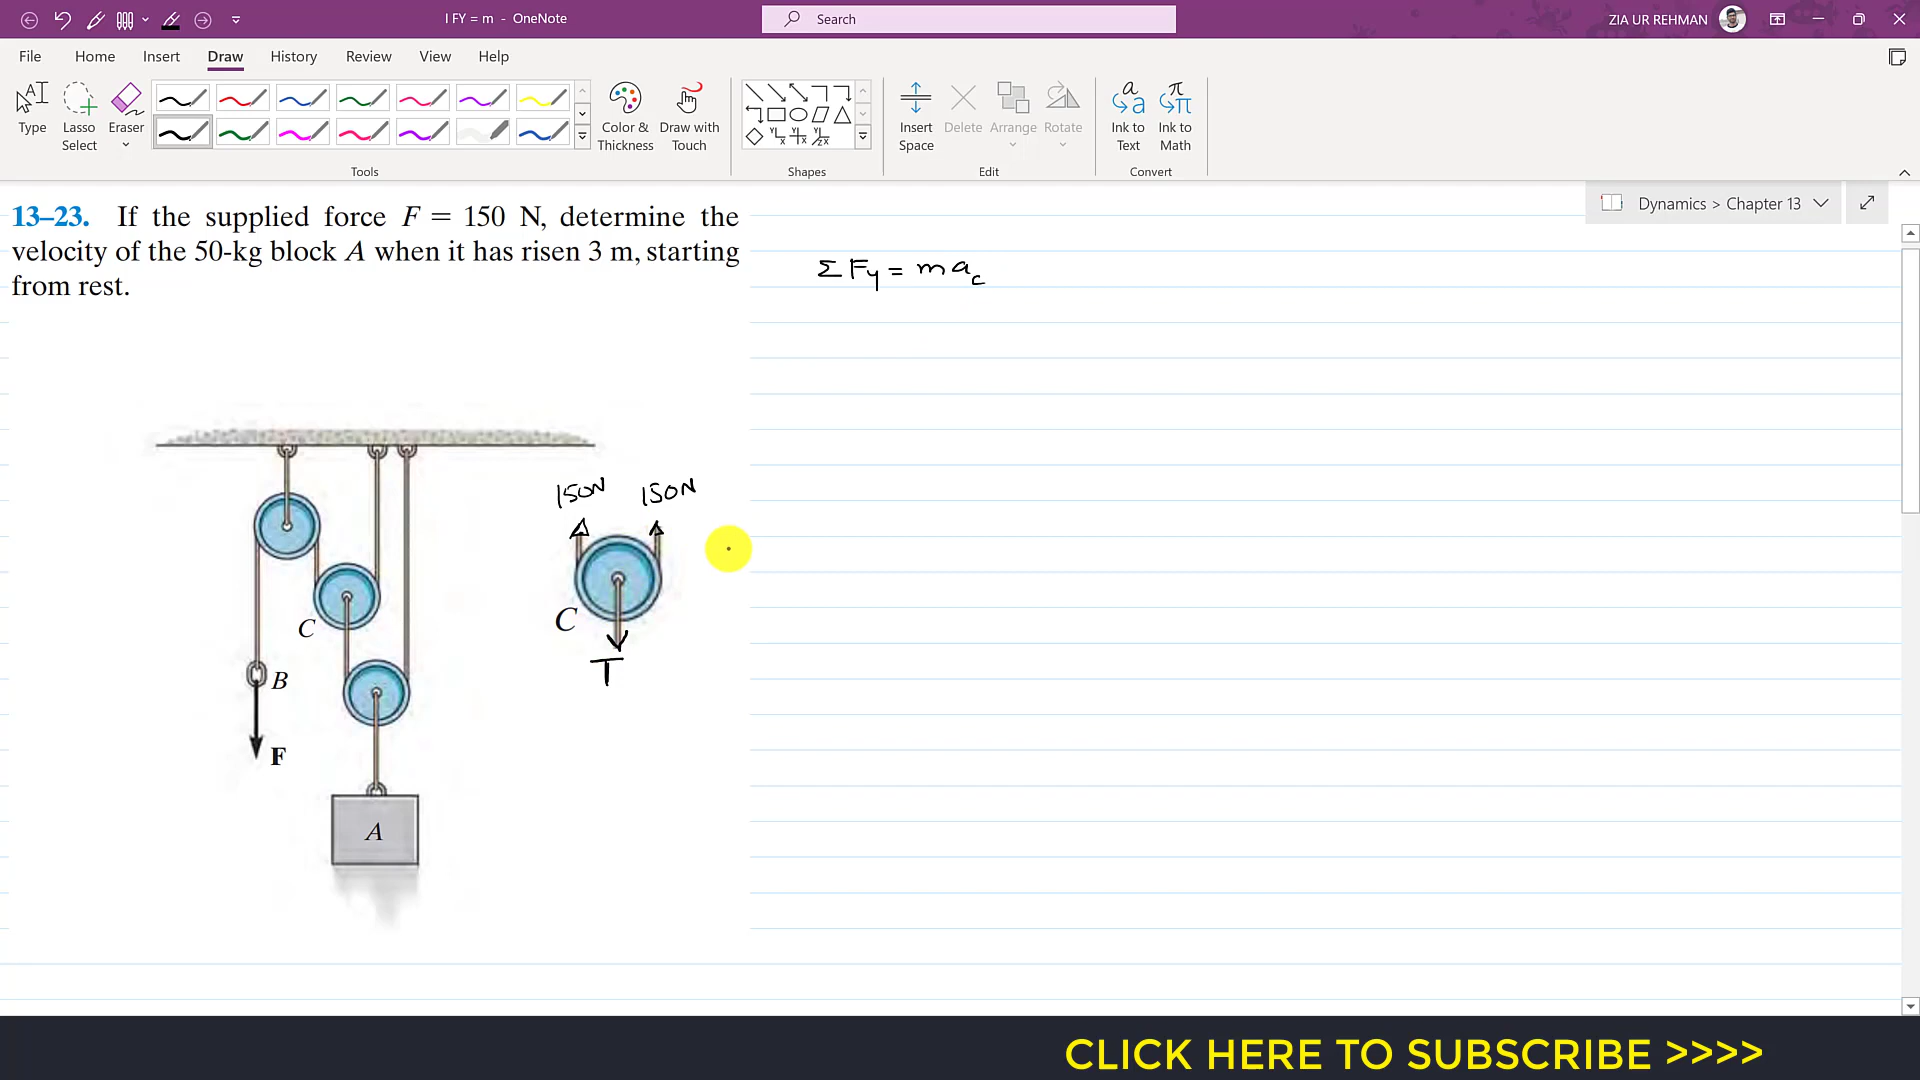 I FY = m - OneNote
Search
ZIA UR REHMAN
File Home Insert Draw History View Help
Type
Lasso Select
Eraser
Color & Thickness
Draw with Touch
Insert Space
Delete
Arrange
Rotate
Ink to Text
Ink to Math
Tools
Shapes
Edit
Convert
Dynamics > Chapter 13
13–23. If the supplied force F = 150 N, determine the
velocity of the 50-kg block A when it has risen 3 m, starting
from rest.
Σ Fy = m ac
150N 150N
C
T
C
B
F
A
CLICK HERE TO SUBSCRIBE >>>>